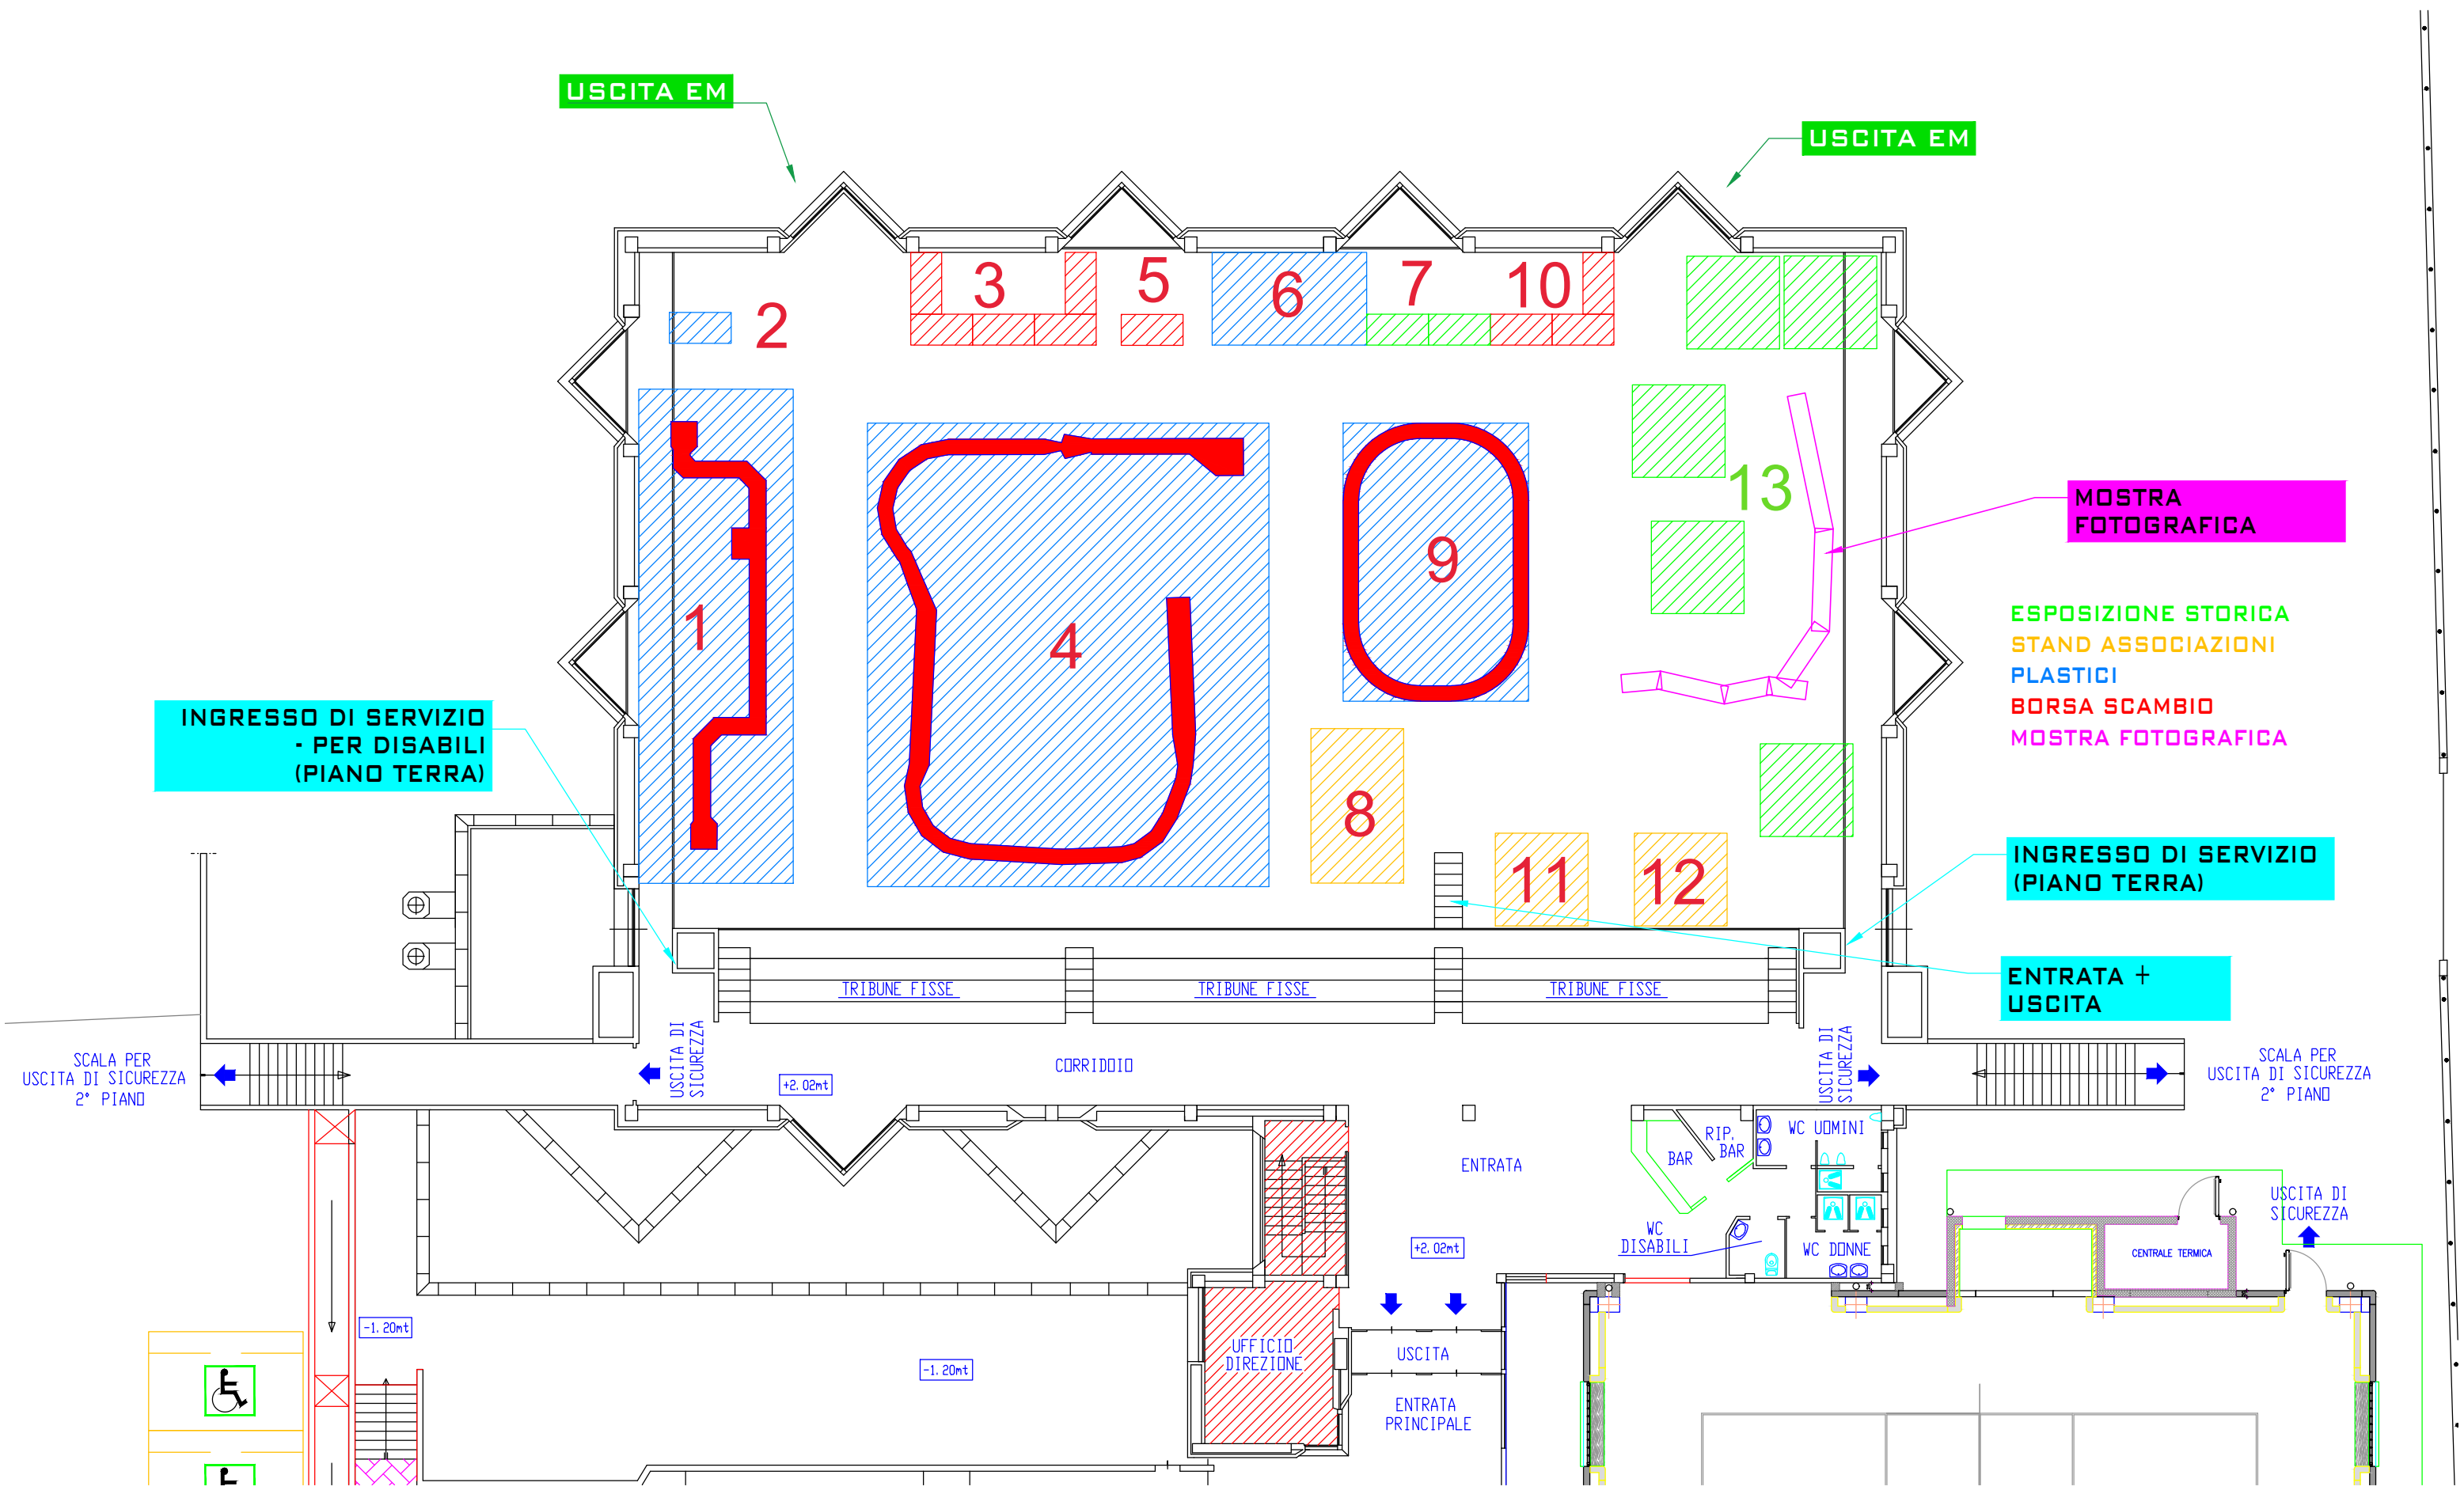 USCITA EM
USCITA EM
3
5
6
7
10
2
13
MOSTRA
FOTOGRAFICA
9
1
4
ESPOSIZIONE STORICA
STAND ASSOCIAZIONI
PLASTICI
BORSA SCAMBIO
MOSTRA FOTOGRAFICA
INGRESSO DI SERVIZIO
- PER DISABILI
(PIANO TERRA)
8
11
12
INGRESSO DI SERVIZIO
(PIANO TERRA)
ENTRATA +
USCITA
TRIBUNE FISSE
TRIBUNE FISSE
TRIBUNE FISSE
SCALA PER
USCITA DI SICUREZZA
2° PIANO
USCITA DI
SICUREZZA
+2.02mt
CORRIDOIO
USCITA DI
SICUREZZA
SCALA PER
USCITA DI SICUREZZA
2° PIANO
ENTRATA
BAR
RIP.
BAR
WC UOMINI
WC
DISABILI
WC DONNE
+2.02mt
CENTRALE TERMICA
USCITA DI
SICUREZZA
-1.20mt
-1.20mt
UFFICIO
DIREZIONE
USCITA
ENTRATA
PRINCIPALE